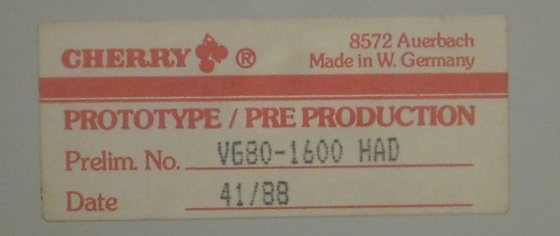 CHERRY ®
8572 Auerbach
Made in W. Germany
PROTOTYPE / PRE PRODUCTION
Prelim. No. VG80-1600 HAD
Date 41/88